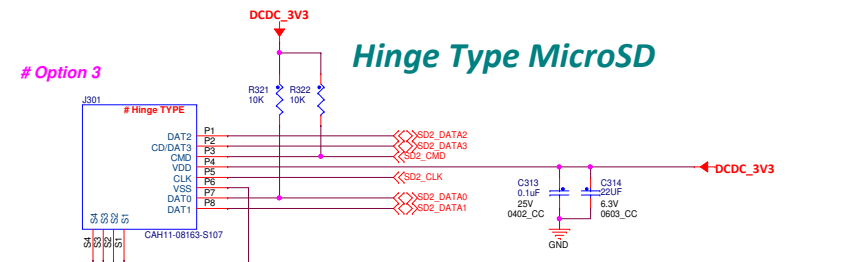 DCDC_3V3
Hinge Type MicroSD
# Option 3
R321 R322
10K 10K
J301
# Hinge TYPE
DAT2 P1 SD2_DATA2
CD/DAT3 P2 SD2_DATA3
CMD P3 SD2_CMD
VDD P4 DCDC_3V3
CLK P5 SD2_CLK
VSS P6
DAT0 P7 SD2_DATA0
DAT1 P8 SD2_DATA1
C313 C314
0.1uF 22UF
25V 6.3V
0402_CC 0603_CC
GND
S4 S3 S2 S1
CAH11-08163-S107
S4 S3 S2 S1